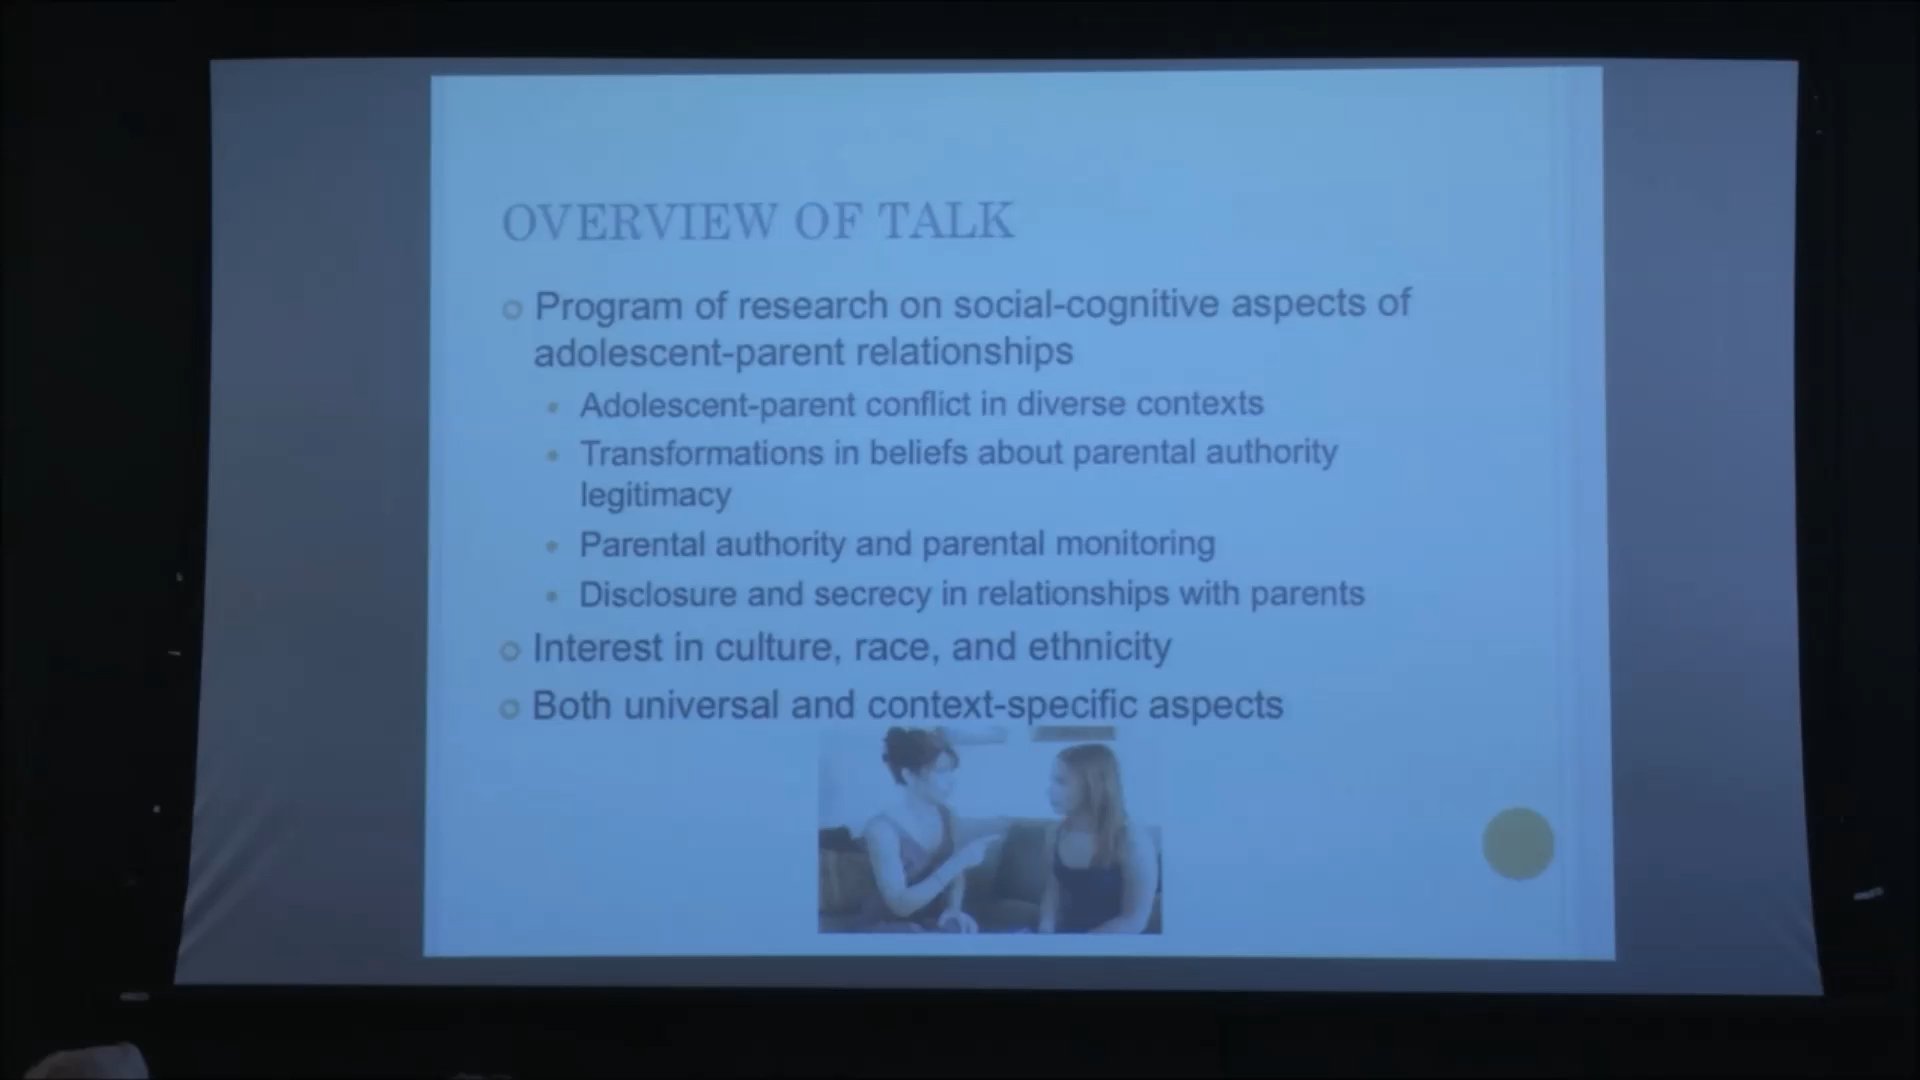 OVERVIEW OF TALK
Program of research on social-cognitive aspects of
adolescent-parent relationships
Adolescent-parent conflict in diverse contexts
Transformations in beliefs about parental authority
legitimacy
Parental authority and parental monitoring
Disclosure and secrecy in relationships with parents
Interest in culture, race, and ethnicity
Both universal and context-specific aspects